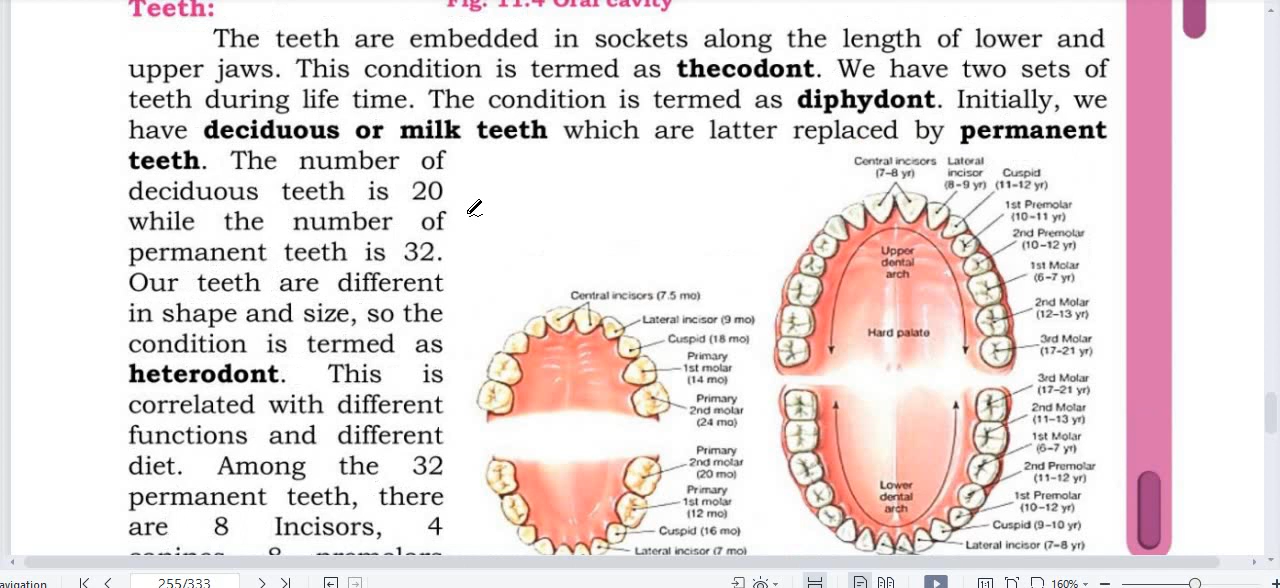 Teeth:
Fig. 11.4 Oral cavity
The teeth are embedded in sockets along the length of lower and
upper jaws. This condition is termed as thecodont. We have two sets of
teeth during life time. The condition is termed as diphydont. Initially, we
have deciduous or milk teeth which are latter replaced by permanent
teeth. The number of
deciduous teeth is 20
while the number of
permanent teeth is 32.
Our teeth are different
in shape and size, so the
condition is termed as
heterodont. This is
correlated with different
functions and different
diet. Among the 32
permanent teeth, there
are 8 Incisors, 4
canines, 8 premolars
Central incisors (7.5 mo)
Lateral incisor (9 mo)
Cuspid (18 mo)
Primary
1st molar
(14 mo)
Primary
2nd molar
(24 mo)
Primary
2nd molar
(20 mo)
Primary
1st molar
(12 mo)
Cuspid (16 mo)
Lateral incisor (7 mo)
Central incisors
(7-8 yr)
Lateral
incisor
(8-9 yr)
Cuspid
(11-12 yr)
1st Premolar
(10-11 yr)
2nd Premolar
(10-12 yr)
1st Molar
(6-7 yr)
2nd Molar
(12-13 yr)
3rd Molar
(17-21 yr)
Upper
dental
arch
Hard palate
3rd Molar
(17-21 yr)
2nd Molar
(11-13 yr)
1st Molar
(6-7 yr)
2nd Premolar
(11-12 yr)
1st Premolar
(10-12 yr)
Cuspid (9-10 yr)
Lateral incisor (7-8 yr)
Lower
dental
arch
avigation
255/333
1:1
160%